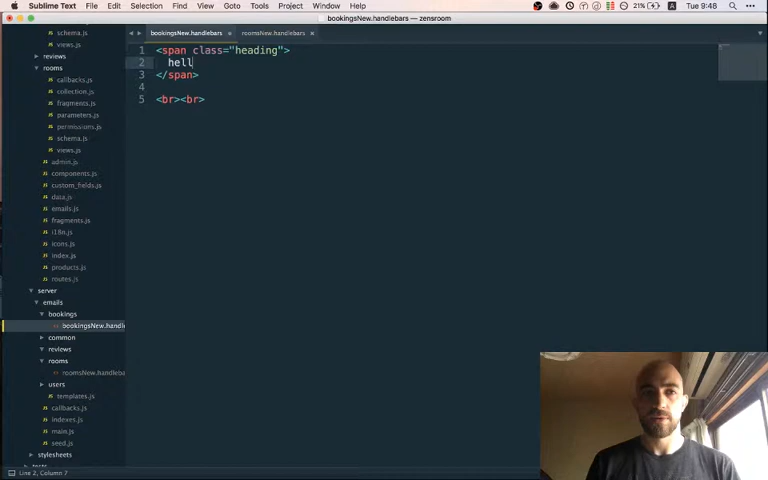 Sublime Text File Edit Selection Find View Goto Tools Project Window Help 21% Tue 9:48
bookingsNew.handlebars — zensroom
schema.js
views.js
reviews
rooms
callbacks.js
collection.js
fragments.js
parameters.js
permissions.js
schema.js
views.js
admin.js
components.js
custom_fields.js
data.js
emails.js
fragments.js
i18n.js
icons.js
index.js
products.js
routes.js
server
emails
bookings
bookingsNew.handle
common
reviews
rooms
roomsNew.handleba
users
templates.js
callbacks.js
indexes.js
main.js
seed.js
stylesheets
tests
bookingsNew.handlebars × roomsNew.handlebars ×
1 <span class="heading">
2 hell
3 </span>
4
5 <br><br>
Line 2, Column 7